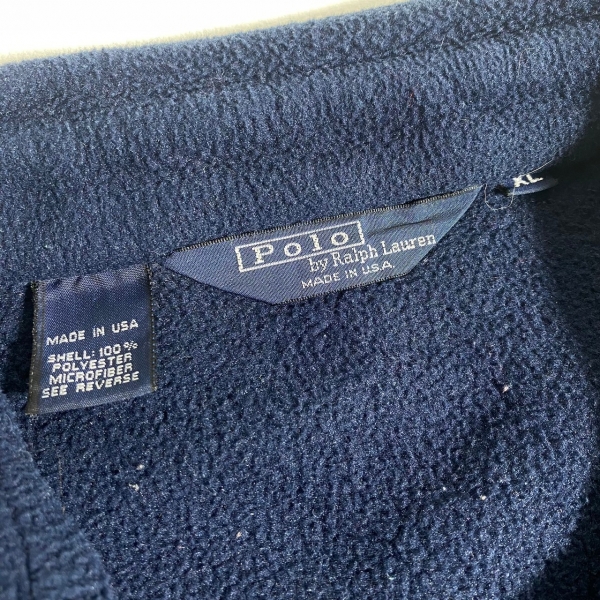 XL
Polo
by Ralph Lauren
MADE IN U.S.A.
MADE IN USA
SHELL: 100%
POLYESTER
MICROFIBER
SEE REVERSE